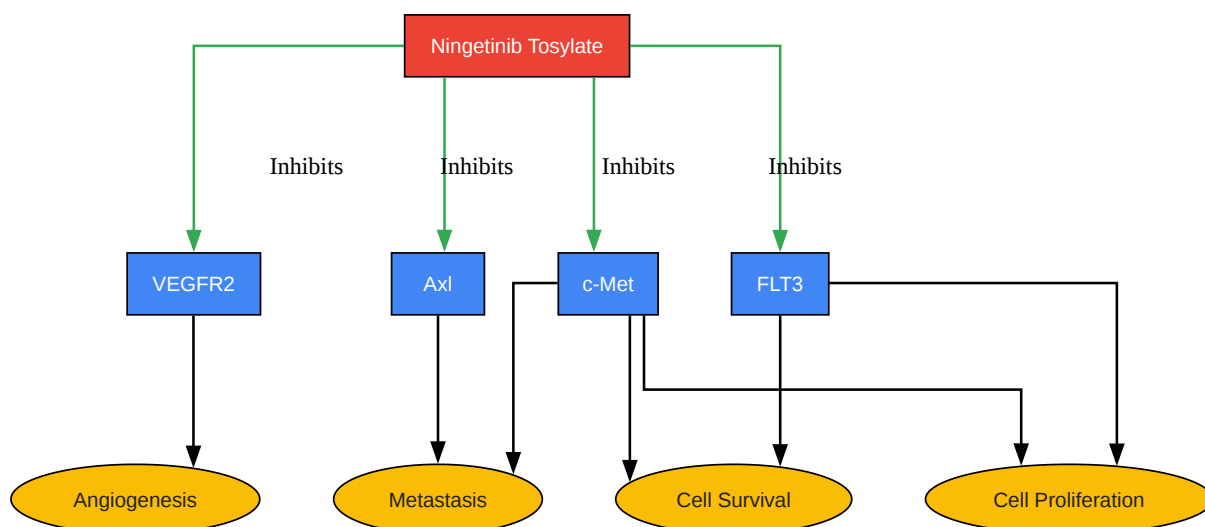 Ningetinib Tosylate
Inhibits
Inhibits
Inhibits
Inhibits
VEGFR2
Axl
c-Met
FLT3
Angiogenesis
Metastasis
Cell Survival
Cell Proliferation